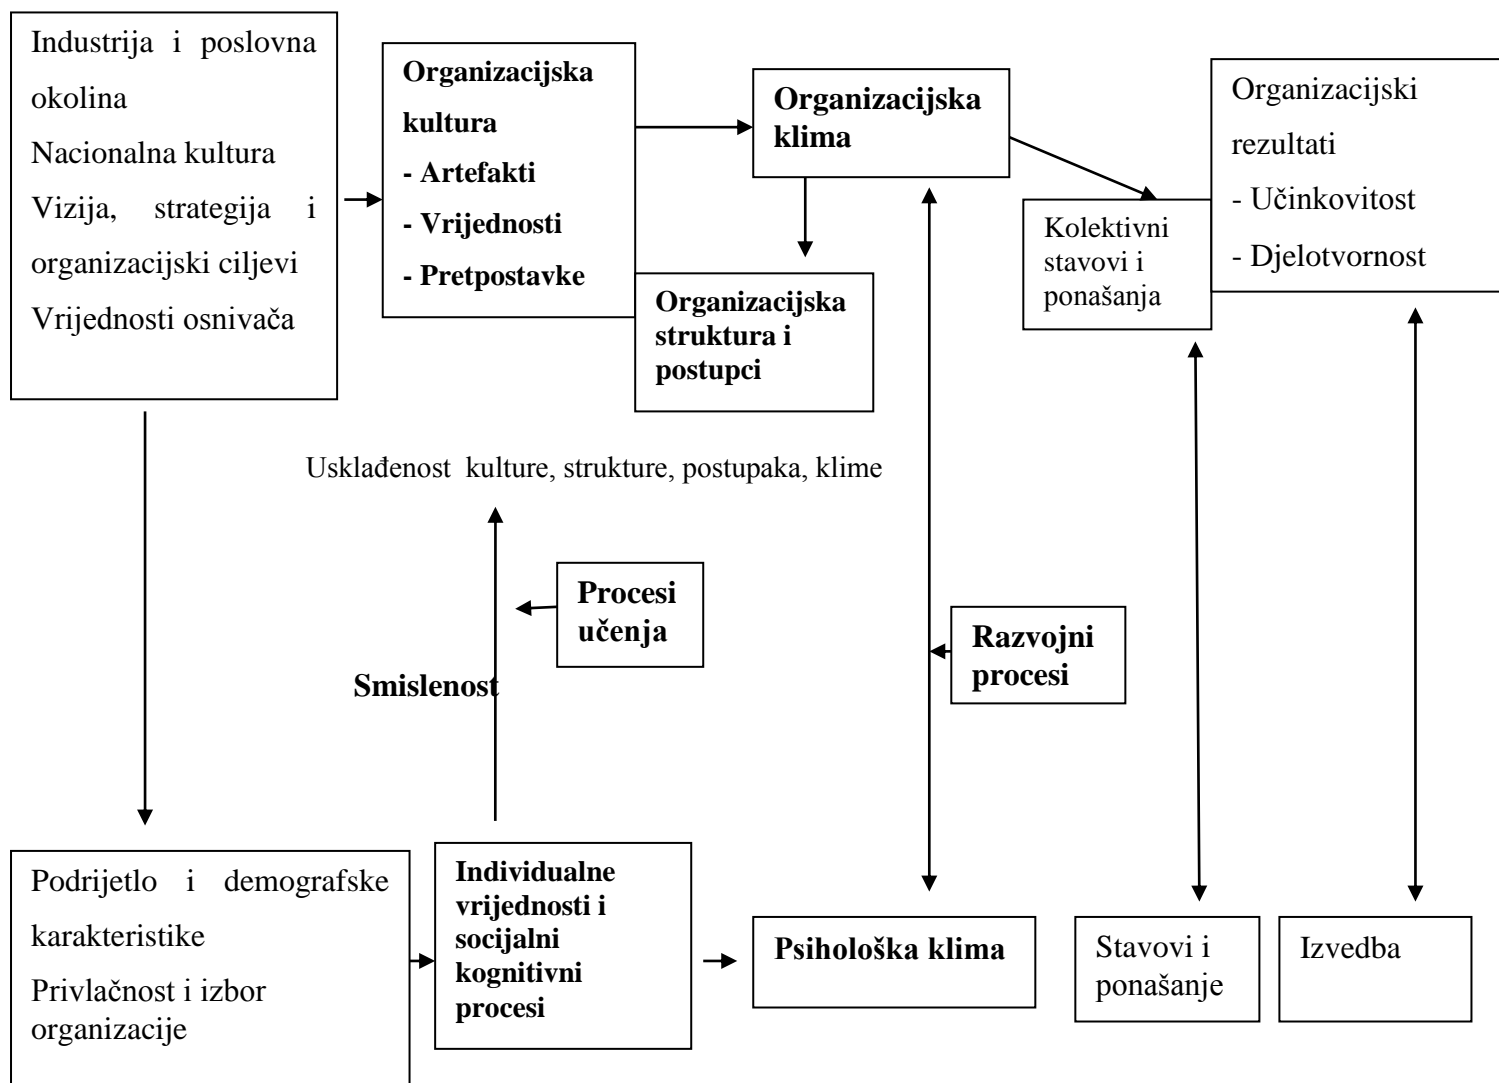 Industrija i poslovna
okolina
Nacionalna kultura
Vizija, strategija i
organizacijski ciljevi
Vrijednosti osnivača
Organizacijska
kultura
- Artefakti
- Vrijednosti
- Pretpostavke
Organizacijska
klima
Organizacijska
struktura i
postupci
Kolektivni
stavovi i
ponašanja
Organizacijski
rezultati
- Učinkovitost
- Djelotvornost
Usklađenost kulture, strukture, postupaka, klime
Procesi
učenja
Smislenost
Razvojni
procesi
Podrijetlo i demografske
karakteristike
Privlačnost i izbor
organizacije
Individualne
vrijednosti i
socijalni
kognitivni
procesi
Psihološka klima
Stavovi i
ponašanje
Izvedba